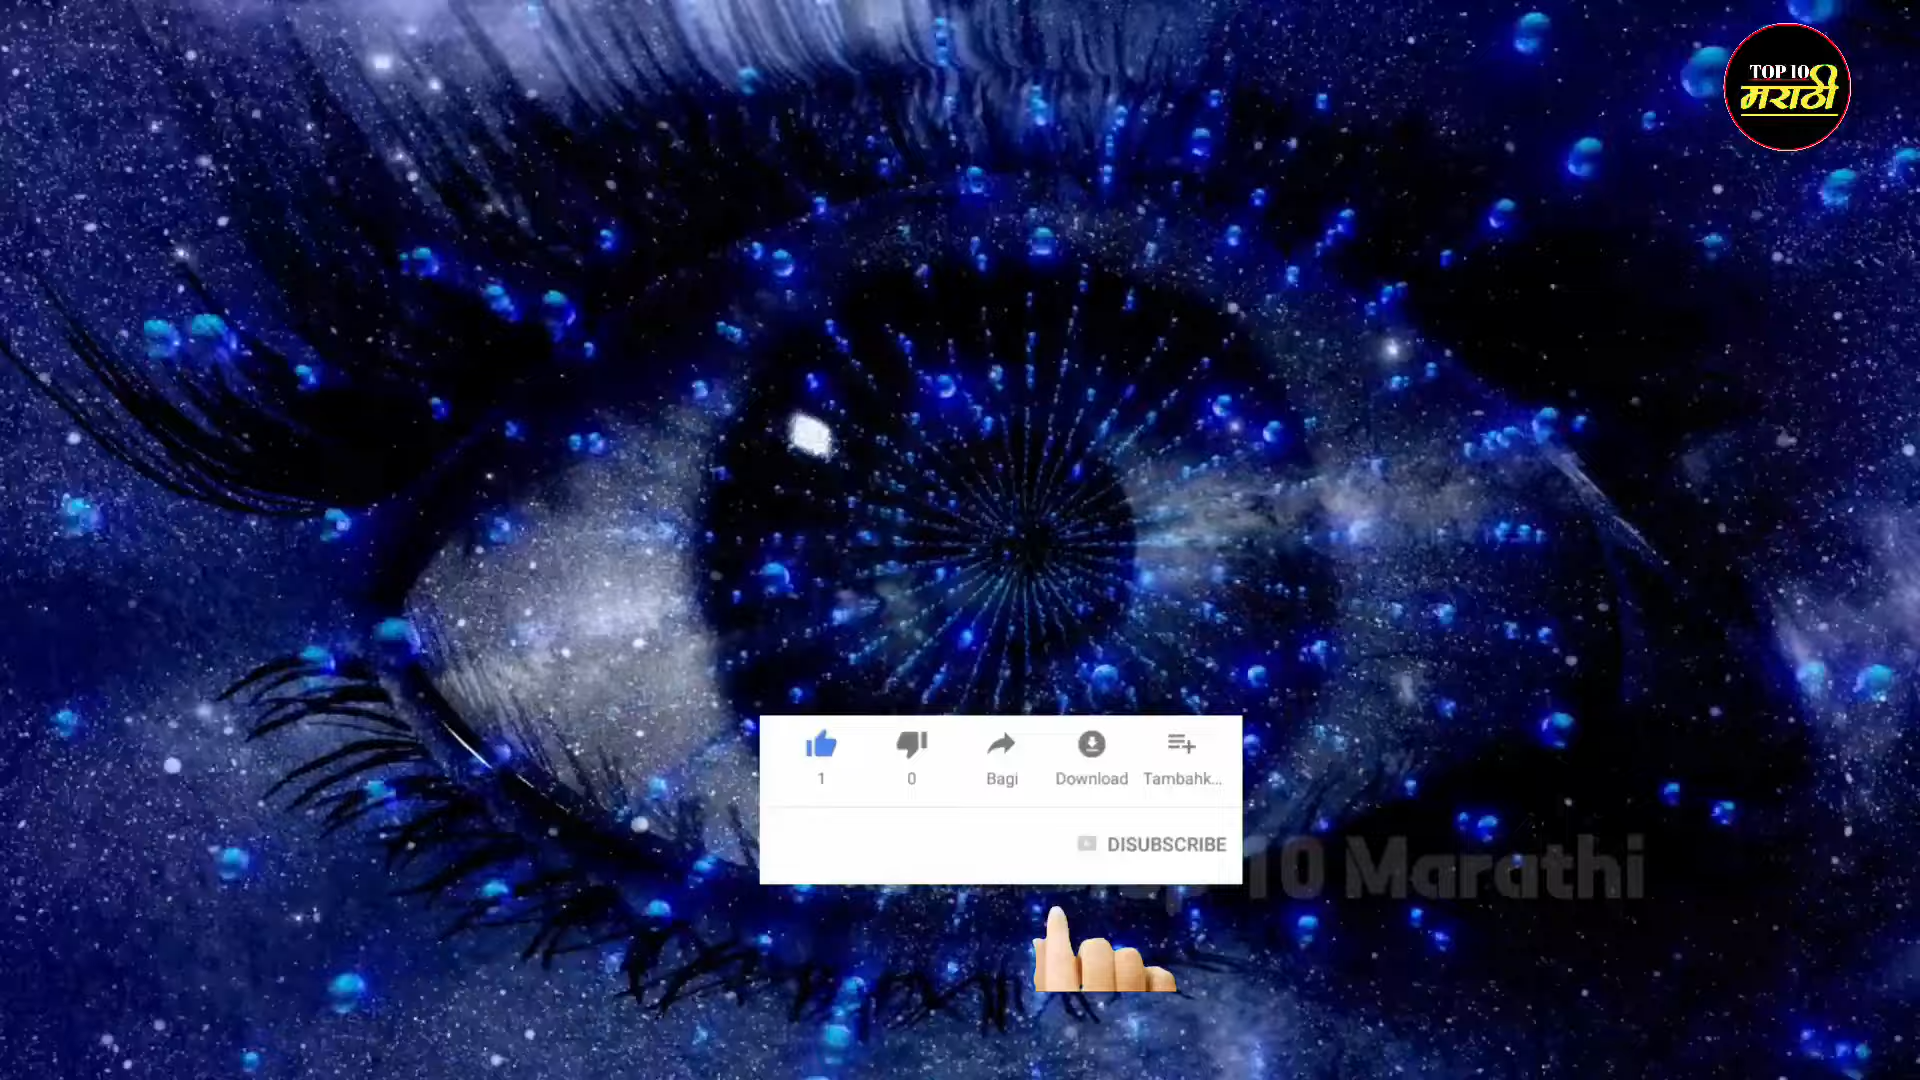 TOP 10
मराठी
1
0
Bagi
Download
Tambahk...
DISUBSCRIBE
10 Marathi